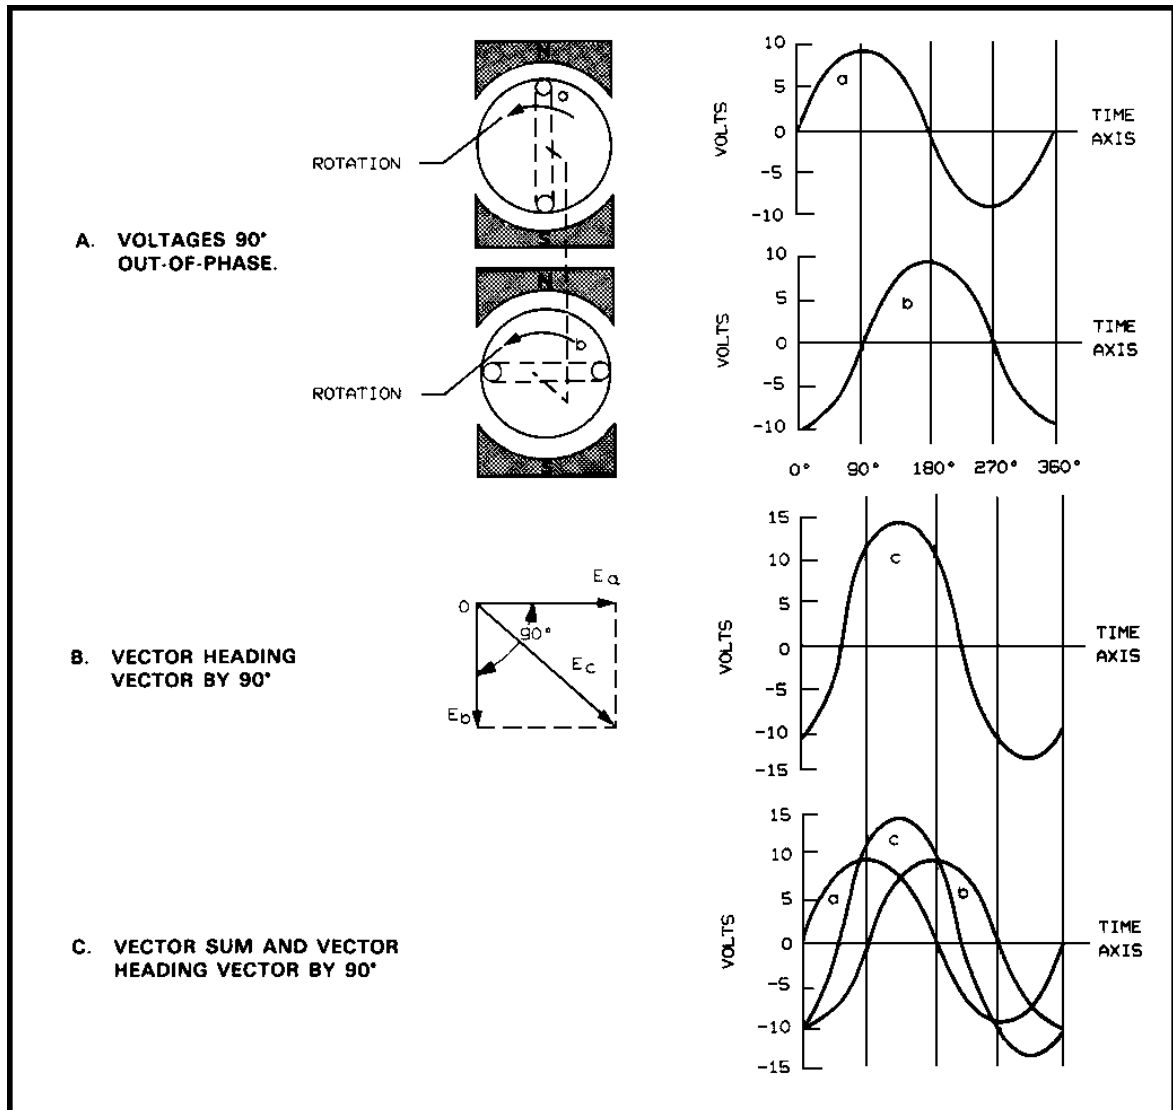 N
a
ROTATION
S
A. VOLTAGES 90°
OUT-OF-PHASE.
N
b
ROTATION
S
10
5
0
-5
-10
VOLTS
a
TIME
AXIS
10
5
0
-5
-10
VOLTS
b
TIME
AXIS
0° 90° 180° 270° 360°
B. VECTOR HEADING
VECTOR BY 90°
0
Ea
90°
Ec
Eb
15
10
5
0
-5
-10
-15
VOLTS
c
TIME
AXIS
C. VECTOR SUM AND VECTOR
HEADING VECTOR BY 90°
15
10
5
0
-5
-10
-15
VOLTS
a
c
b
TIME
AXIS